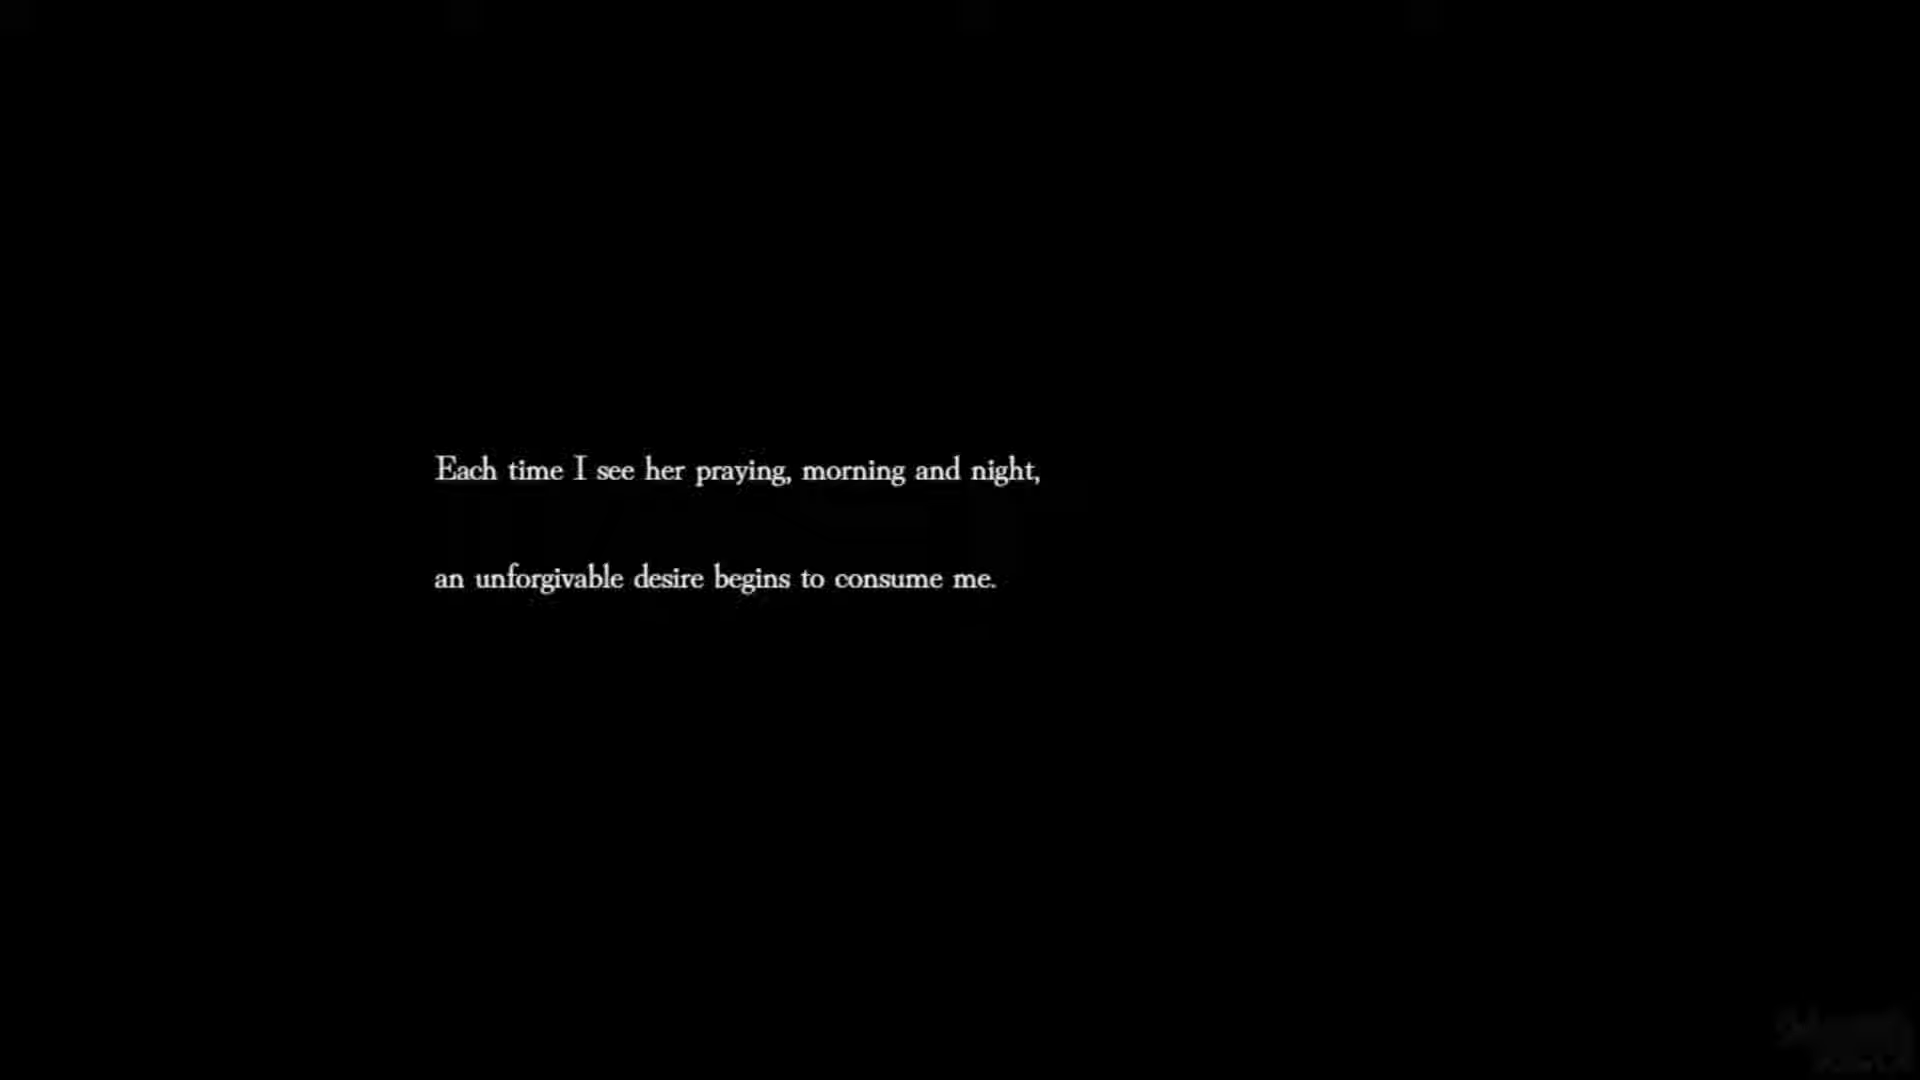 Each time I see her praying, morning and night,
an unforgivable desire begins to consume me.